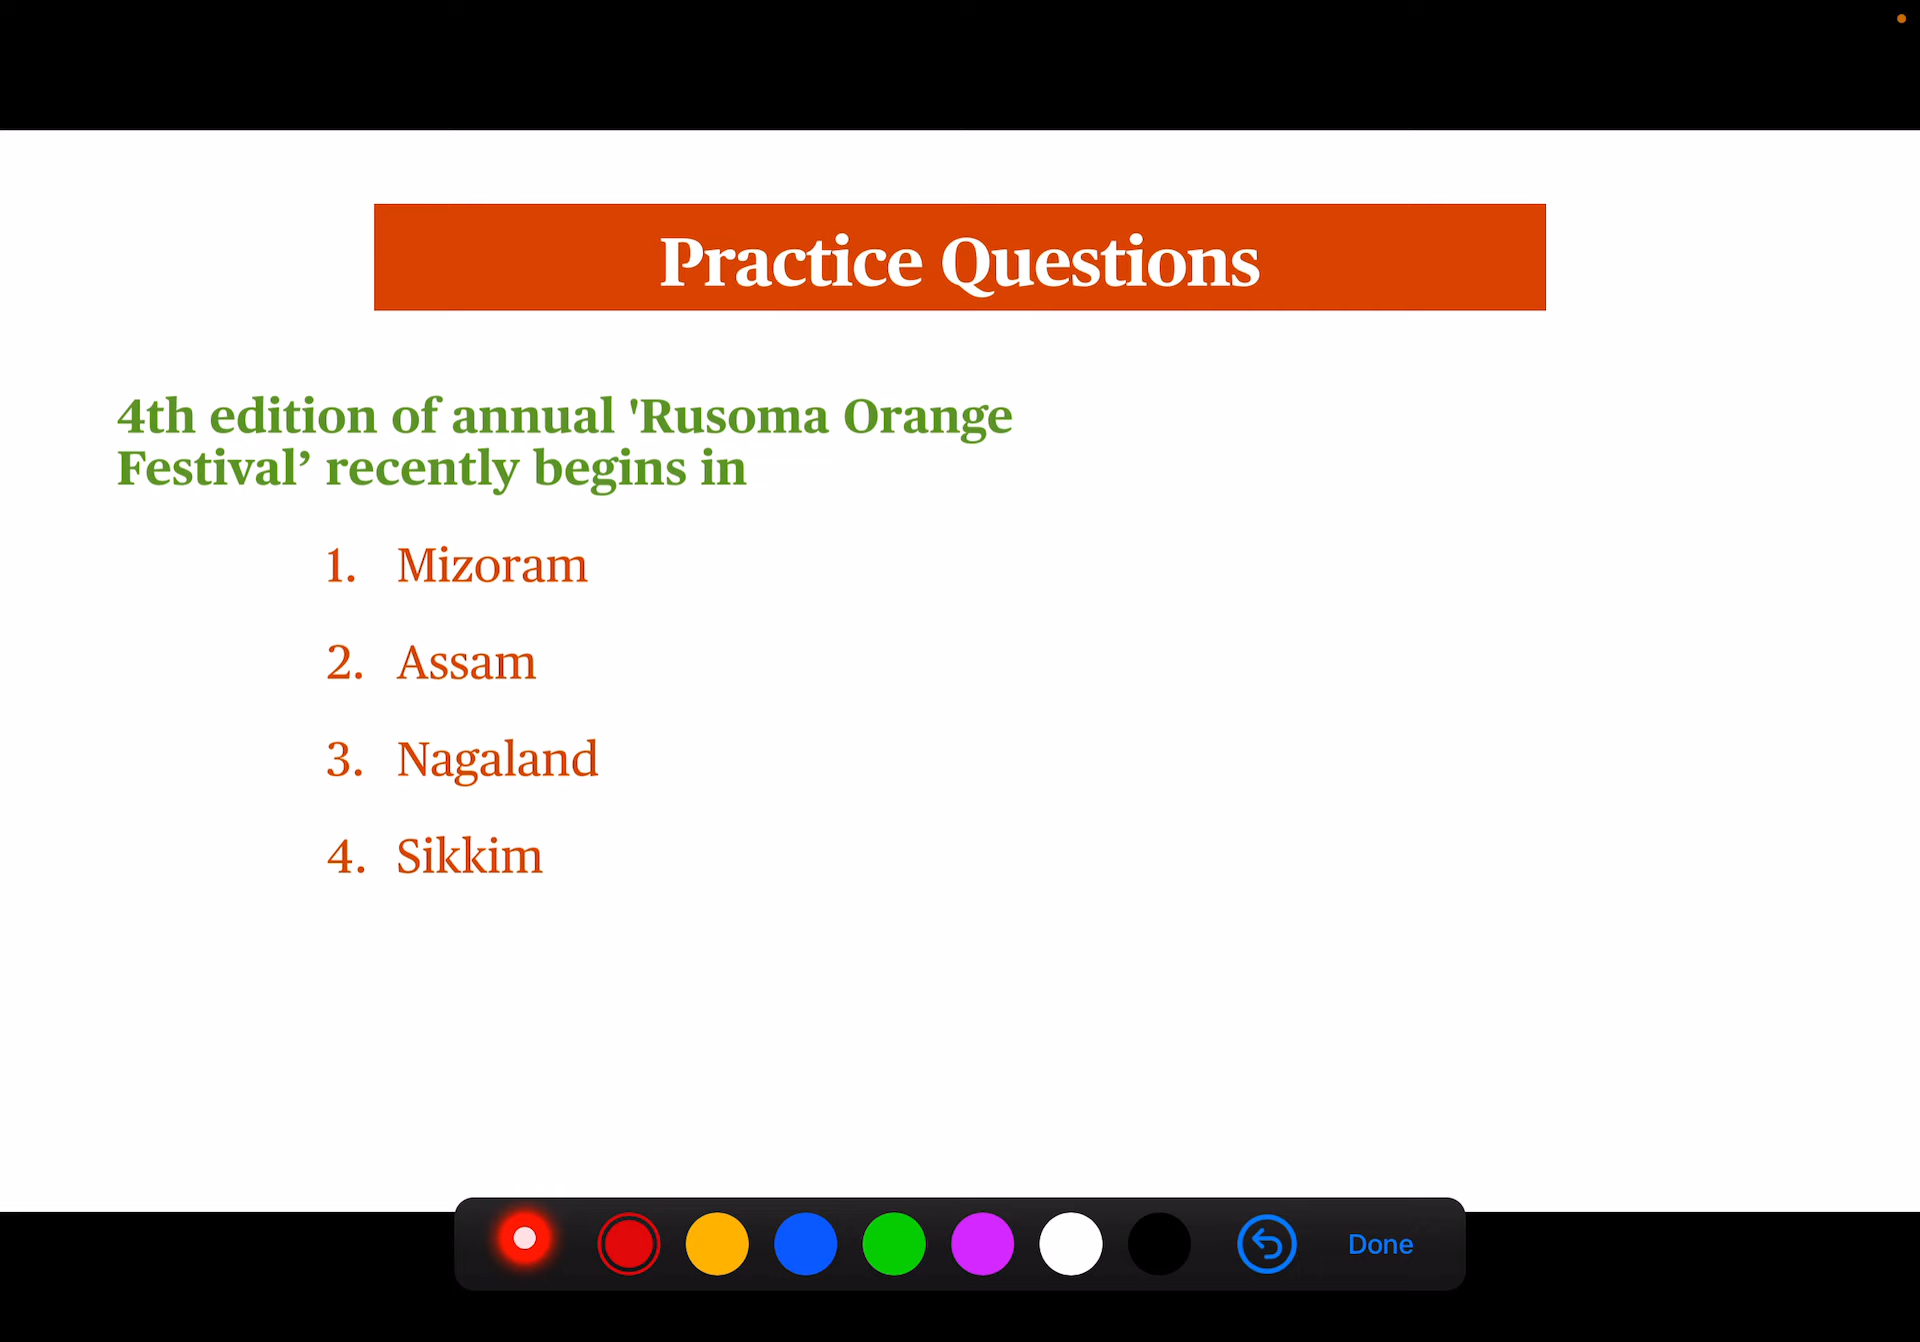 Practice Questions
4th edition of annual 'Rusoma Orange
Festival’ recently begins in
1. Mizoram
2. Assam
3. Nagaland
4. Sikkim
Done